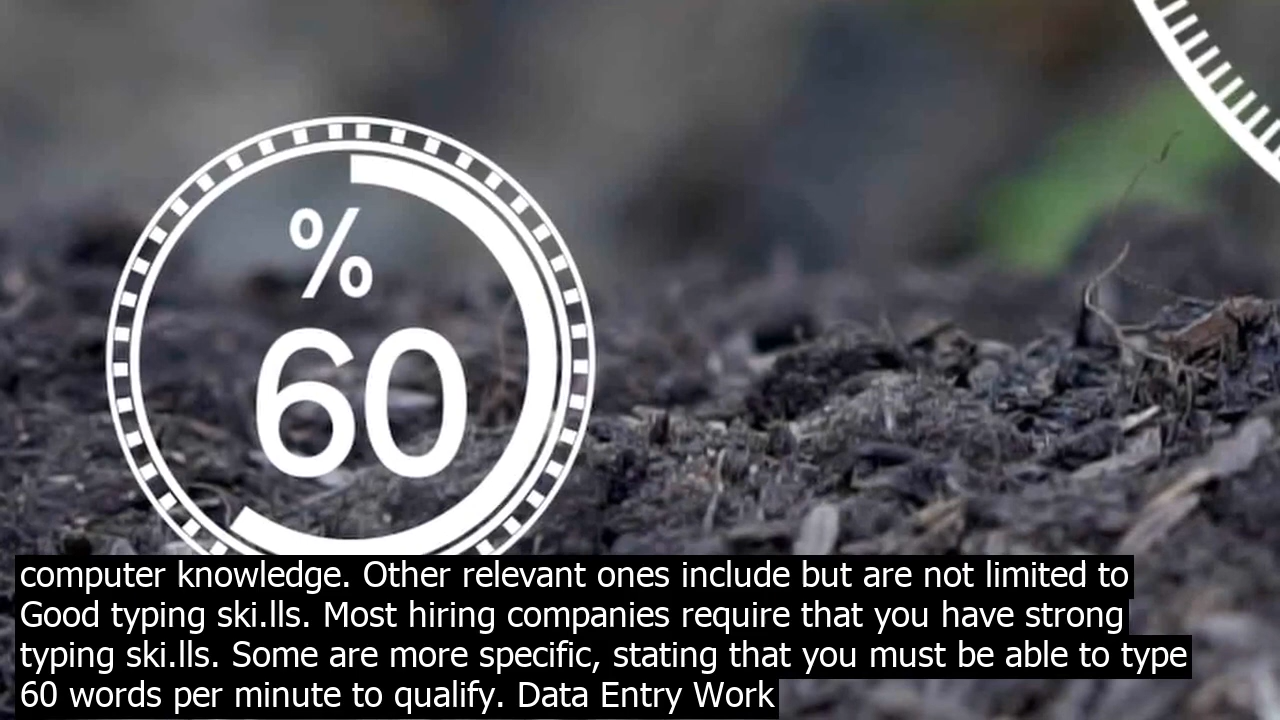 %
60
computer knowledge. Other relevant ones include but are not limited to
Good typing ski.lls. Most hiring companies require that you have strong
typing ski.lls. Some are more specific, stating that you must be able to type
60 words per minute to qualify. Data Entry Work